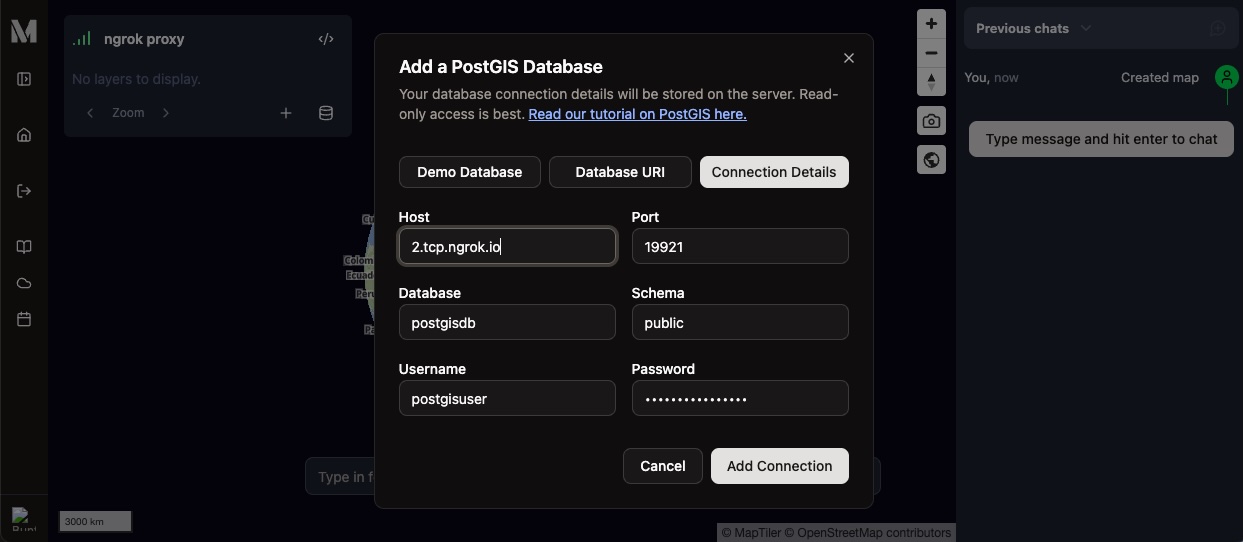 ngrok proxy
No layers to display.
Zoom
Add a PostGIS Database
Your database connection details will be stored on the server. Read-
only access is best. Read our tutorial on PostGIS here.
Demo Database
Database URI
Connection Details
Host
Port
2.tcp.ngrok.io
19921
Database
Schema
postgisdb
public
Username
Password
postgisuser
Cancel
Add Connection
Type in f
3000 km
© MapTiler © OpenStreetMap contributors
Previous chats
You, now
Created map
Type message and hit enter to chat